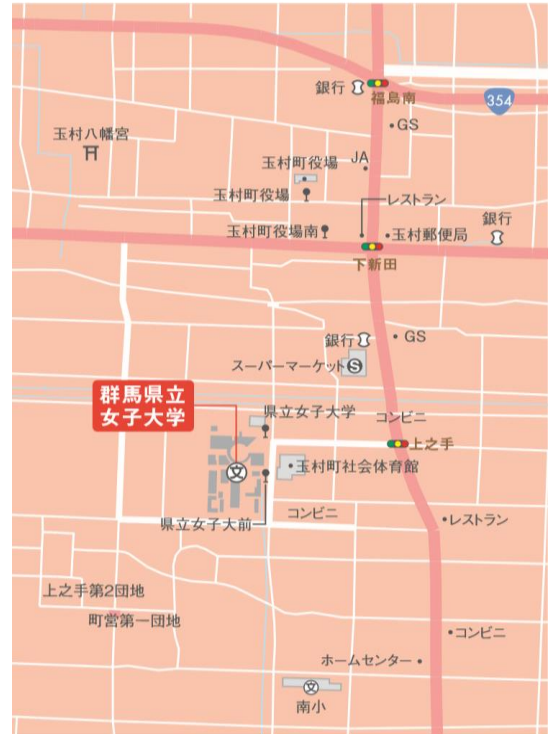 銀行
福島南
354
GS
玉村八幡宮
JA
玉村町役場
玉村町役場
レストラン
銀行
玉村町役場南
玉村郵便局
下新田
銀行
GS
スーパーマーケット
S
群馬県立
女子大学
県立女子大学
コンビニ
上之手
文
玉村町社会体育館
コンビニ
県立女子大前
レストラン
上之手第2団地
町営第一団地
コンビニ
ホームセンター
文
南小